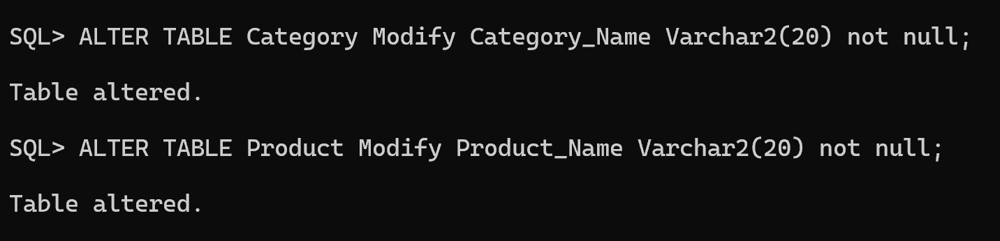 SQL> ALTER TABLE Category Modify Category_Name Varchar2(20) not null;
Table altered.
SQL> ALTER TABLE Product Modify Product_Name Varchar2(20) not null;
Table altered.